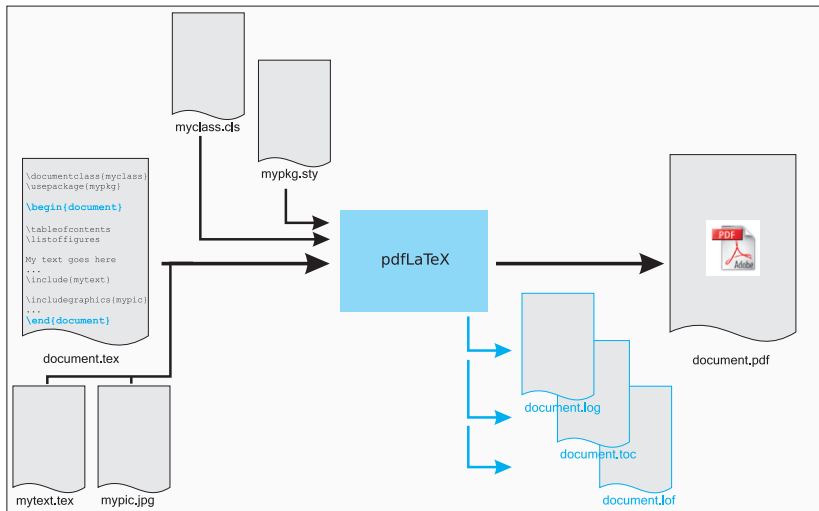 myclass.cls
mypkg.sty
\documentclass{myclass}
\usepackage{mypkg}
\begin{document}
\tableofcontents
\listoffigures
My text goes here
...
\include{mytext}
\includegraphics{mypic}
...
\end{document}
document.tex
pdfLaTeX
PDF
Adobe
document.pdf
document.log
document.toc
document.lof
mytext.tex
mypic.jpg